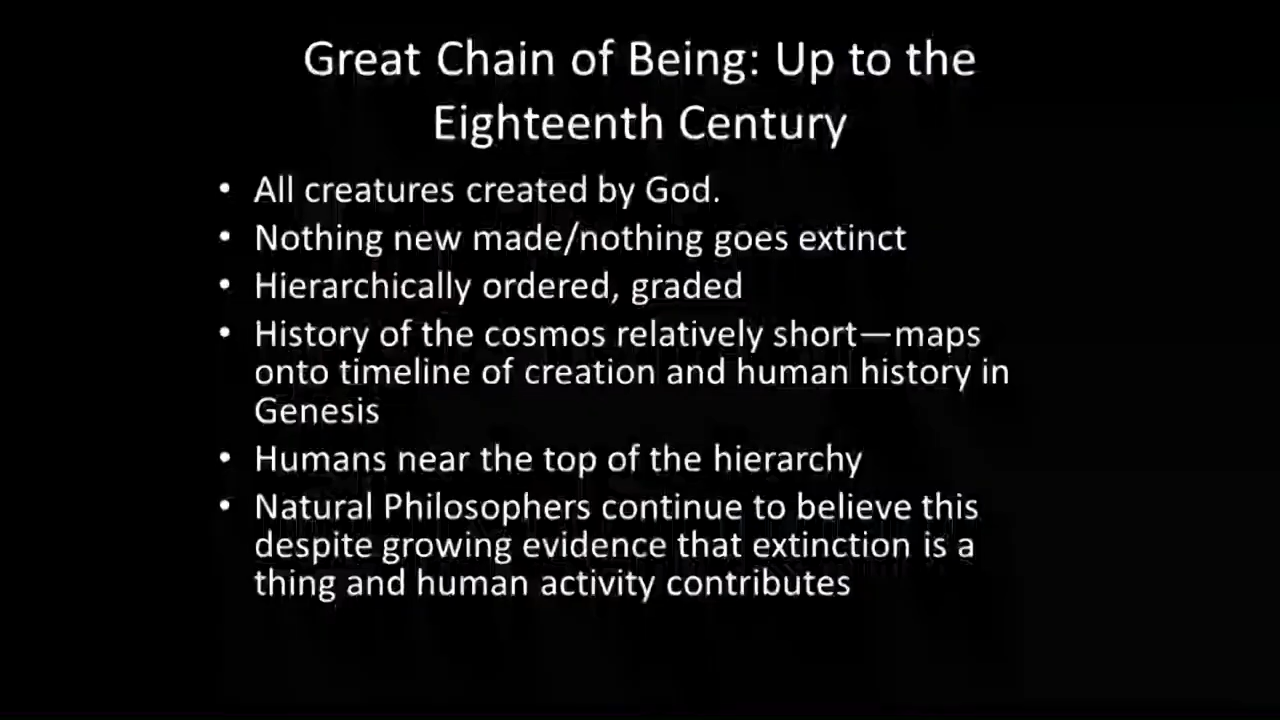 Great Chain of Being: Up to the
Eighteenth Century
• All creatures created by God.
• Nothing new made/nothing goes extinct
• Hierarchically ordered, graded
• History of the cosmos relatively short—maps
onto timeline of creation and human history in
Genesis
• Humans near the top of the hierarchy
• Natural Philosophers continue to believe this
despite growing evidence that extinction is a
thing and human activity contributes